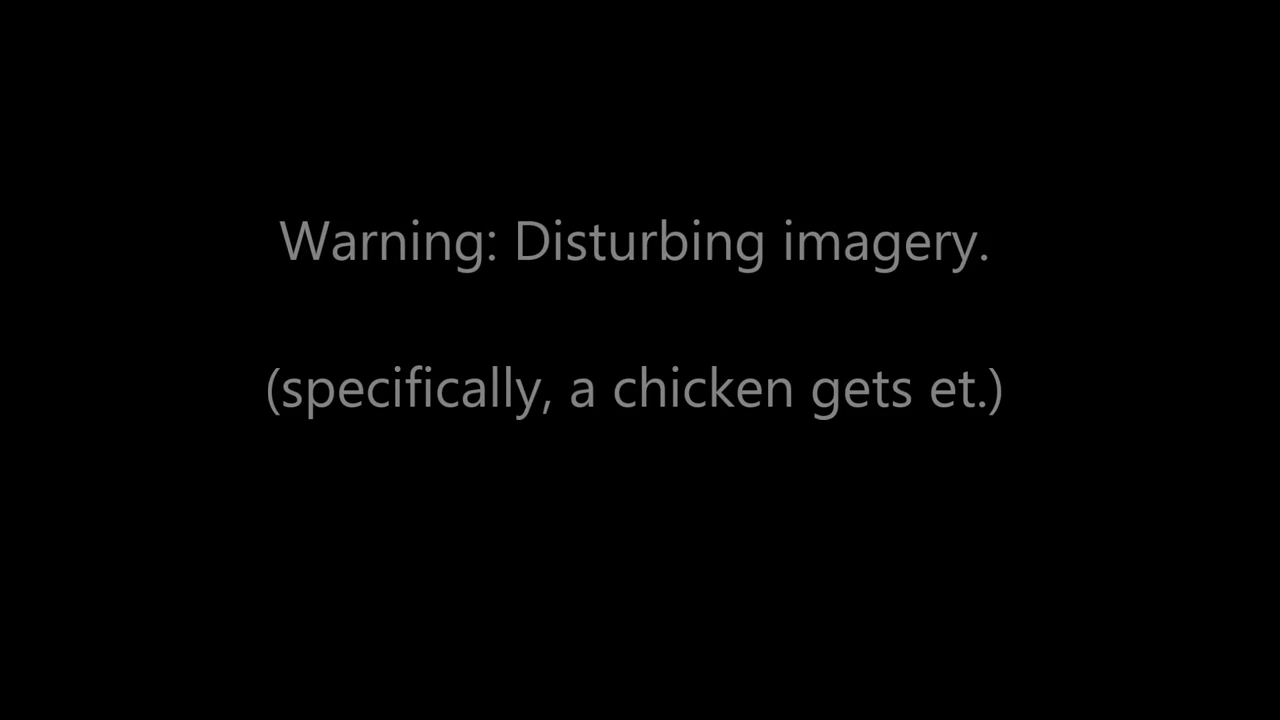 Warning: Disturbing imagery.
(specifically, a chicken gets et.)